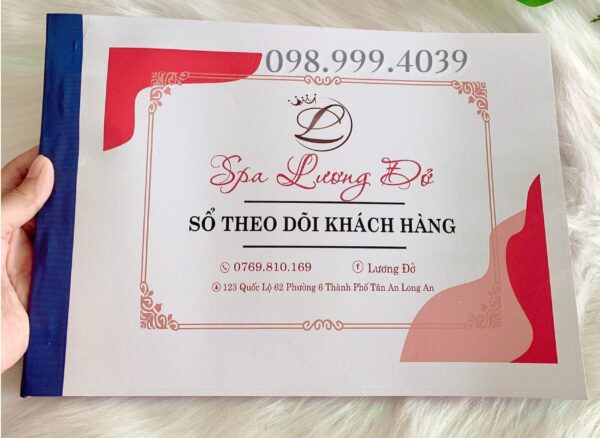 098.999.4039
L
Spa Lương Đỏ
SỔ THEO DÕI KHÁCH HÀNG
0769.810.169 f Lương Đỏ
123 Quốc Lộ 62 Phường 6 Thành Phố Tân An Long An